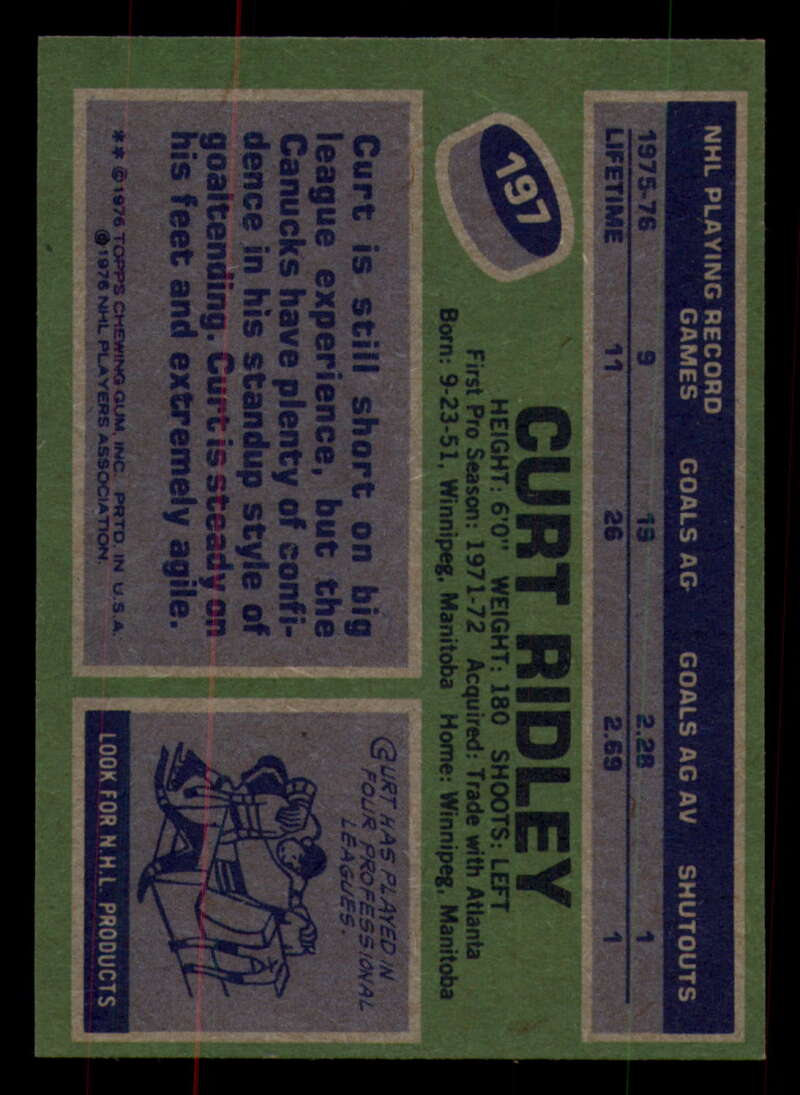 NHL PLAYING RECORD
GAMES GOALS AG GOALS AG AV SHUTOUTS
1975-76 9 19 2.28 1
LIFETIME 11 26 2.69 1
197
CURT RIDLEY
HEIGHT: 6'0" WEIGHT: 180 SHOOTS: LEFT
First Pro Season: 1971-72 Acquired: Trade with Atlanta
Born: 9-23-51, Winnipeg, Manitoba Home: Winnipeg, Manitoba
Curt is still short on big
league experience, but the
Canucks have plenty of confi-
dence in his standup style of
goaltending. Curt is steady on
his feet and extremely agile.
** ©1976 TOPPS CHEWING GUM, INC. PRTD. IN U.S.A.
©1976 NHL PLAYERS ASSOCIATION.
CURT HAS PLAYED IN
FOUR PROFESSIONAL
LEAGUES.
LOOK FOR N.H.L. PRODUCTS